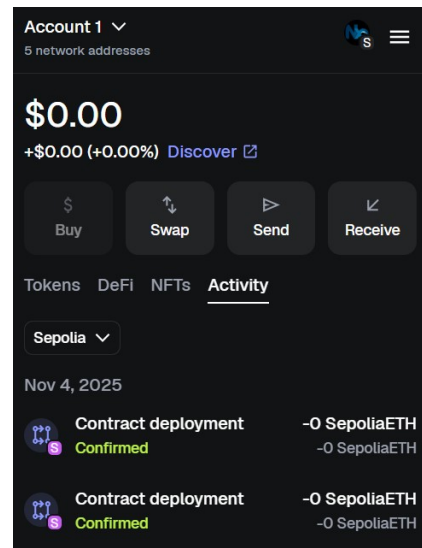 Account 1
5 network addresses
S
$0.00
+$0.00 (+0.00%) Discover
$
Buy
Swap
Send
Receive
Tokens DeFi NFTs Activity
Sepolia
Nov 4, 2025
Contract deployment -0 SepoliaETH
S Confirmed -0 SepoliaETH
Contract deployment -0 SepoliaETH
S Confirmed -0 SepoliaETH